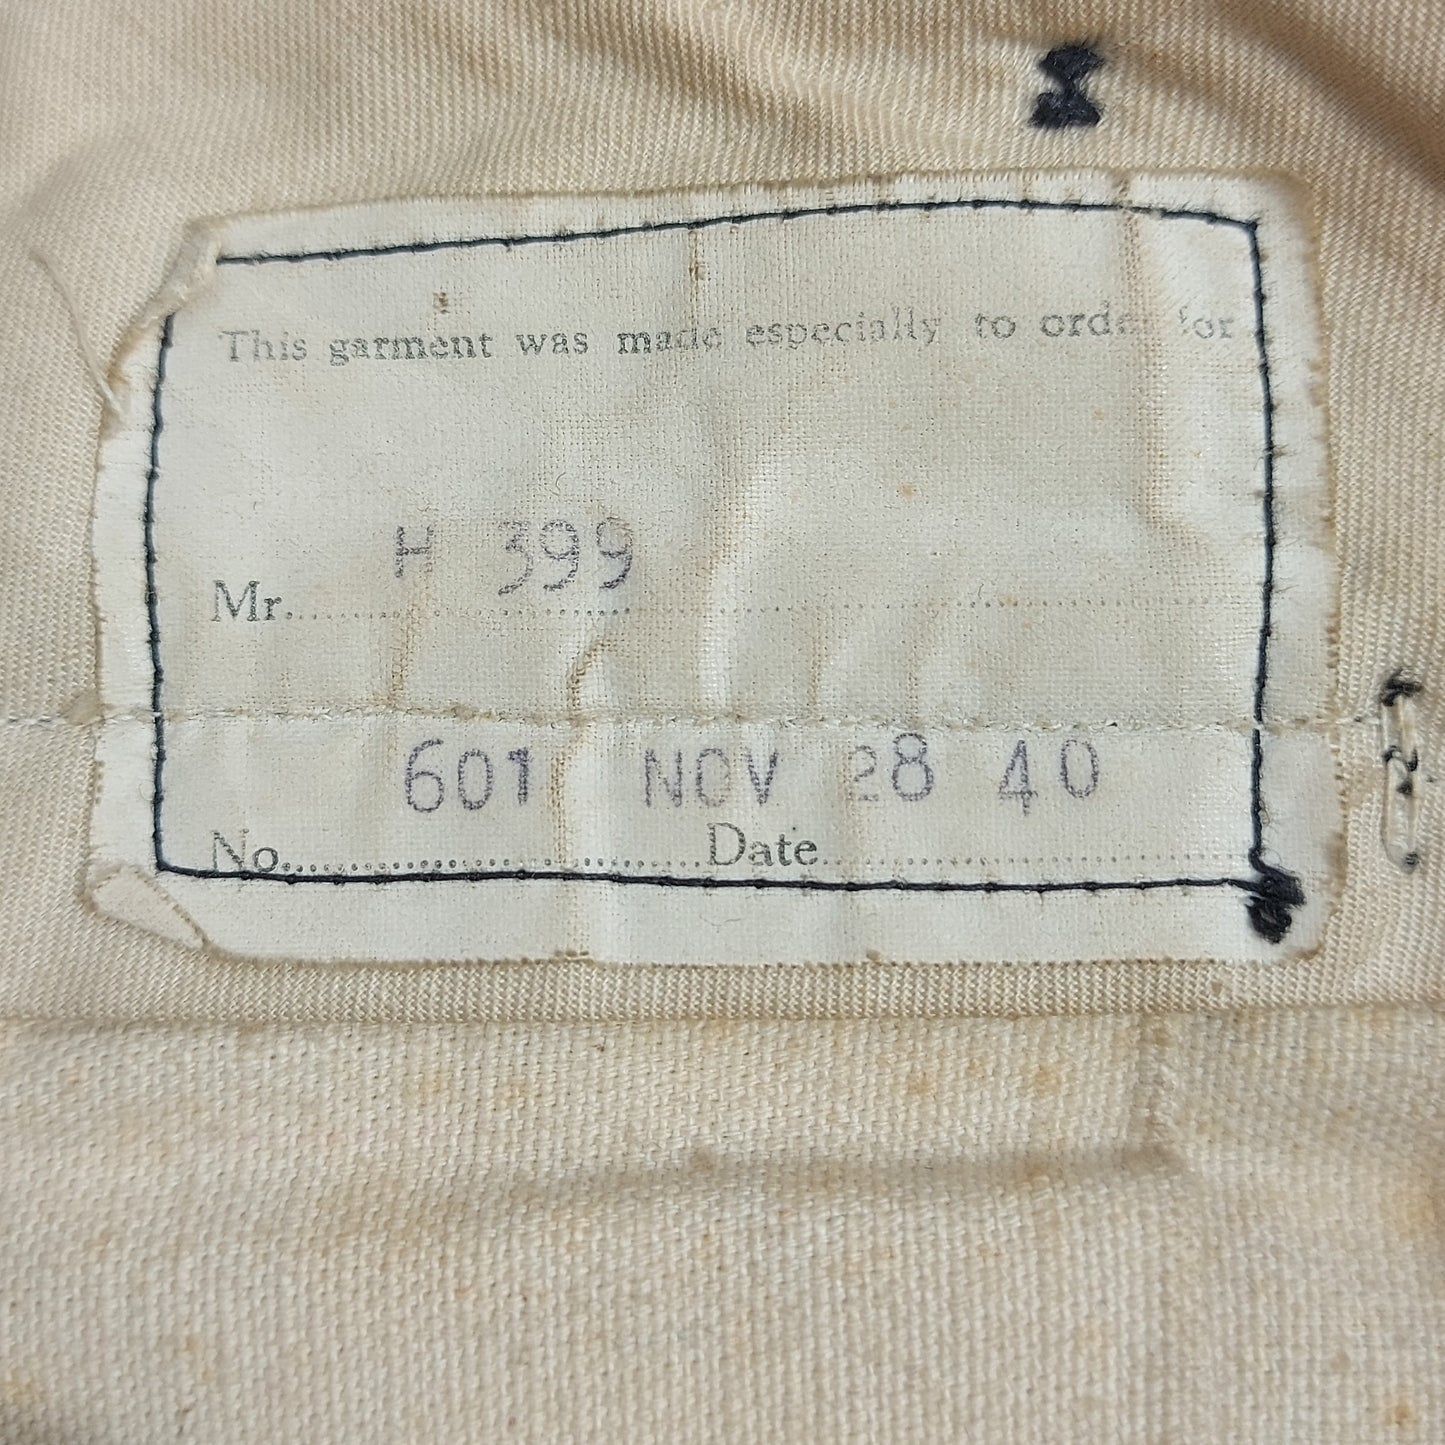 This garment was made especially to order for
H 399
Mr.
601 NOV 28 40
No. Date